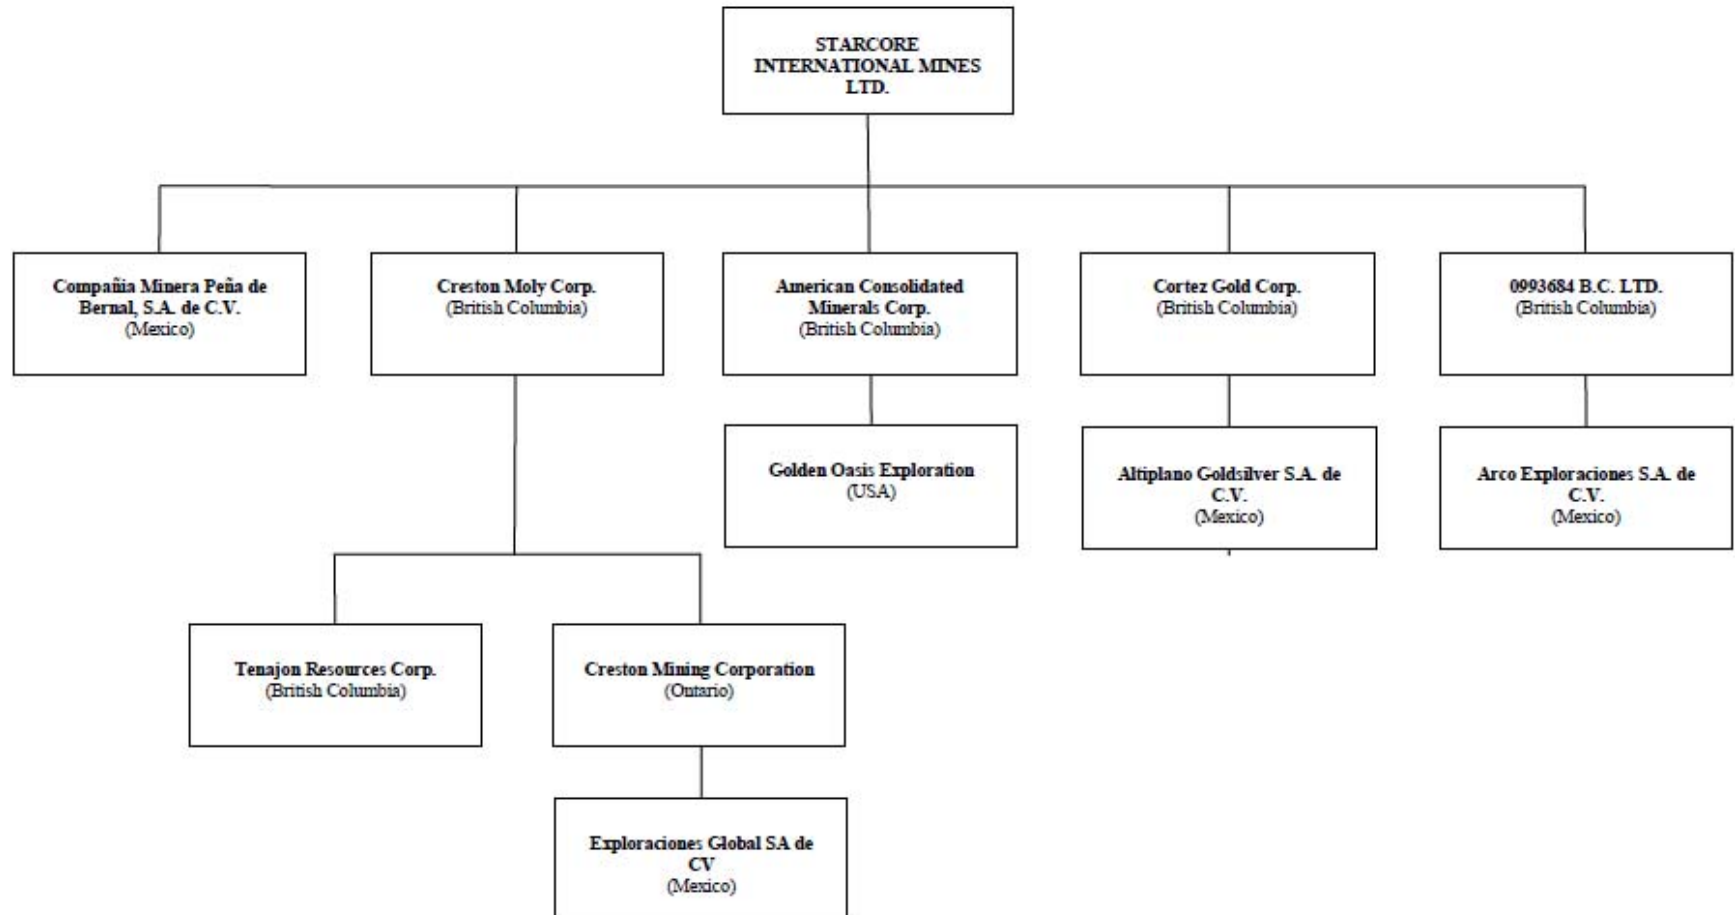 STARCORE
INTERNATIONAL MINES
LTD.
Compañia Minera Peña de
Bernal, S.A. de C.V.
(Mexico)
Creston Moly Corp.
(British Columbia)
American Consolidated
Minerals Corp.
(British Columbia)
Cortez Gold Corp.
(British Columbia)
0993684 B.C. LTD.
(British Columbia)
Golden Oasis Exploration
(USA)
Altiplano Goldsilver S.A. de
C.V.
(Mexico)
Arco Exploraciones S.A. de
C.V.
(Mexico)
Tenajon Resources Corp.
(British Columbia)
Creston Mining Corporation
(Ontario)
Exploraciones Global SA de
CV
(Mexico)